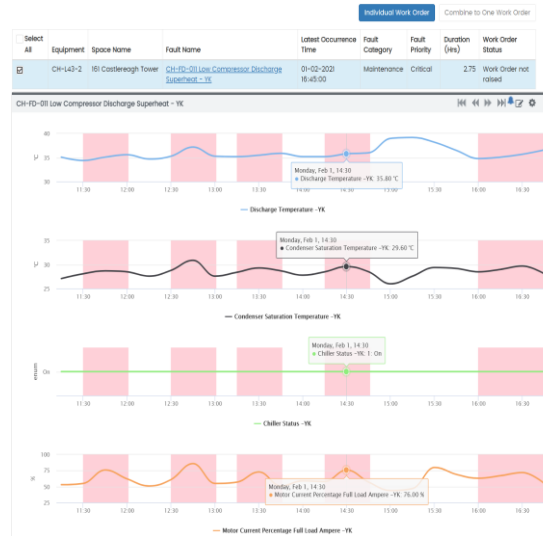 Individual Work Order Combine to One Work Order
Select All Equipment Space Name Fault Name Latest Occurrence Time Fault Category Fault Priority Duration (Hrs) Work Order Status
CH-L43-2 161 Castlereagh Tower CH-FD-011 Low Compressor Discharge Superheat - YK 01-02-2021 16:45:00 Maintenance Critical 2.75 Work Order not raised
CH-FD-011 Low Compressor Discharge Superheat - YK
40
35
30
°C
Monday, Feb 1, 14:30
Discharge Temperature -YK: 35.80 °C
11:30 12:00 12:30 13:00 13:30 14:00 14:30 15:00 15:30 16:00 16:30
Discharge Temperature -YK
35
30
25
°C
Monday, Feb 1, 14:30
Condenser Saturation Temperature -YK: 29.60 °C
11:30 12:00 12:30 13:00 13:30 14:00 14:30 15:00 15:30 16:00 16:30
Condenser Saturation Temperature -YK
enum
On
Monday, Feb 1, 14:30
Chiller Status -YK: 1: On
11:30 12:00 12:30 13:00 13:30 14:00 14:30 15:00 15:30 16:00 16:30
Chiller Status -YK
100
75
50
25
%
Monday, Feb 1, 14:30
Motor Current Percentage Full Load Ampere -YK: 76.00 %
11:30 12:00 12:30 13:00 13:30 14:00 14:30 15:00 15:30 16:00 16:30
Motor Current Percentage Full Load Ampere -YK